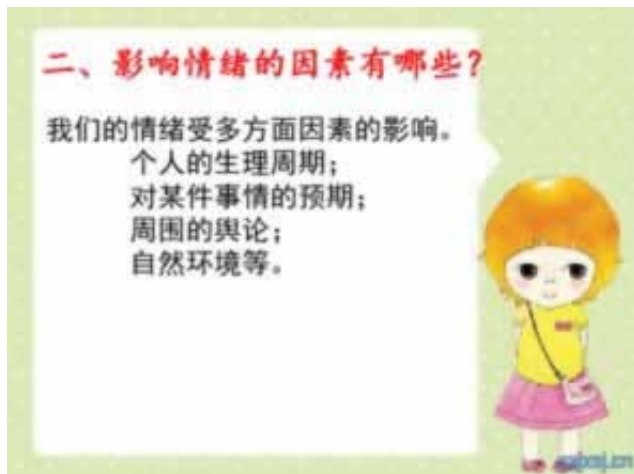 二、影响情绪的因素有哪些?
我们的情绪受多方面因素的影响。
个人的生理周期;
对某件事情的预期;
周围的舆论;
自然环境等。